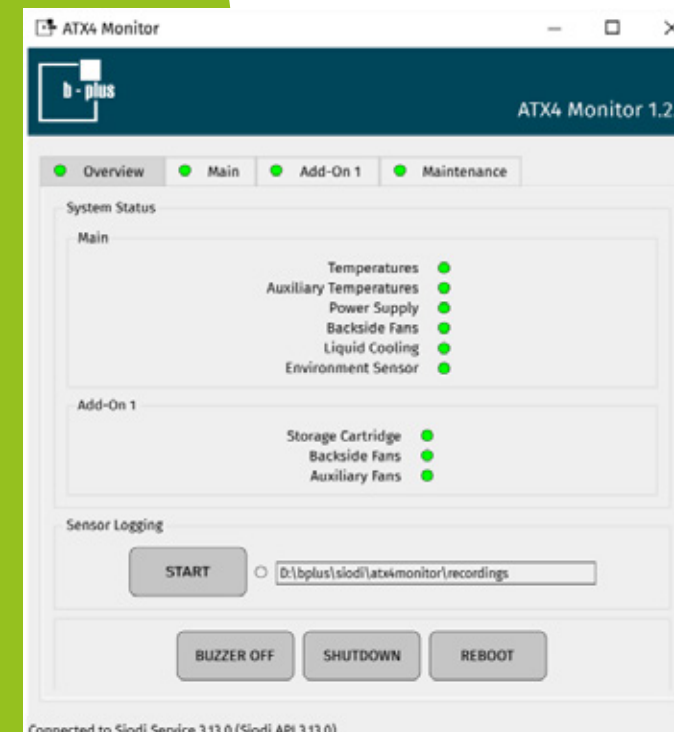 ATX4 Monitor
b - plus
ATX4 Monitor 1.2
Overview Main Add-On 1 Maintenance
System Status
Main
Temperatures
Auxiliary Temperatures
Power Supply
Backside Fans
Liquid Cooling
Environment Sensor
Add-On 1
Storage Cartridge
Backside Fans
Auxiliary Fans
Sensor Logging
START D:\bplus\siodi\atx4monitor\recordings
BUZZER OFF SHUTDOWN REBOOT
Connected to Siodi Service 3.13.0 (Siodi API 3.13.0)